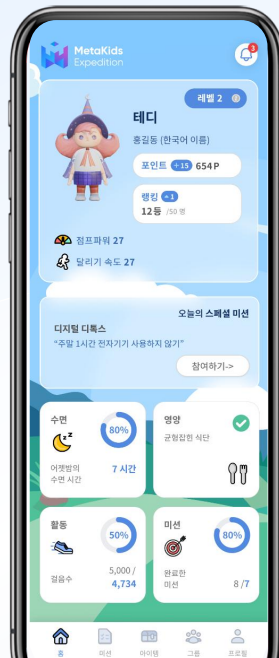 MetaKids
Expedition
3
레벨 2
테디
홍길동 (한국어 이름)
포인트 +15 654P
랭킹 1
12등 /50 명
점프파워 27
달리기 속도 27
오늘의 스페셜 미션
디지털 디톡스
“주말 1시간 전자기기 사용하지 않기”
참여하기->
수면
80%
어젯밤의
수면 시간
7 시간
영양
균형잡힌 식단
활동
50%
걸음수
5,000 /
4,734
미션
80%
완료한
미션
8 /7
홈
미션
아이템
그룹
프로필